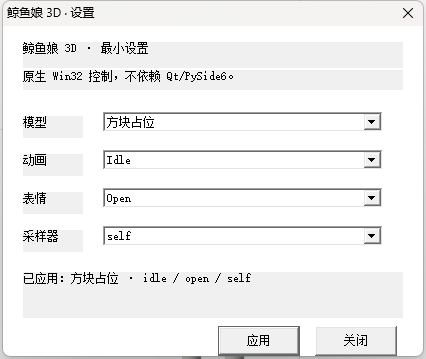 鲸鱼娘 3D · 设置
鲸鱼娘 3D · 最小设置
原生 Win32 控制，不依赖 Qt/PySide6。
模型 方块占位
动画 Idle
表情 Open
采样器 self
已应用：方块占位 · idle / open / self
应用 关闭